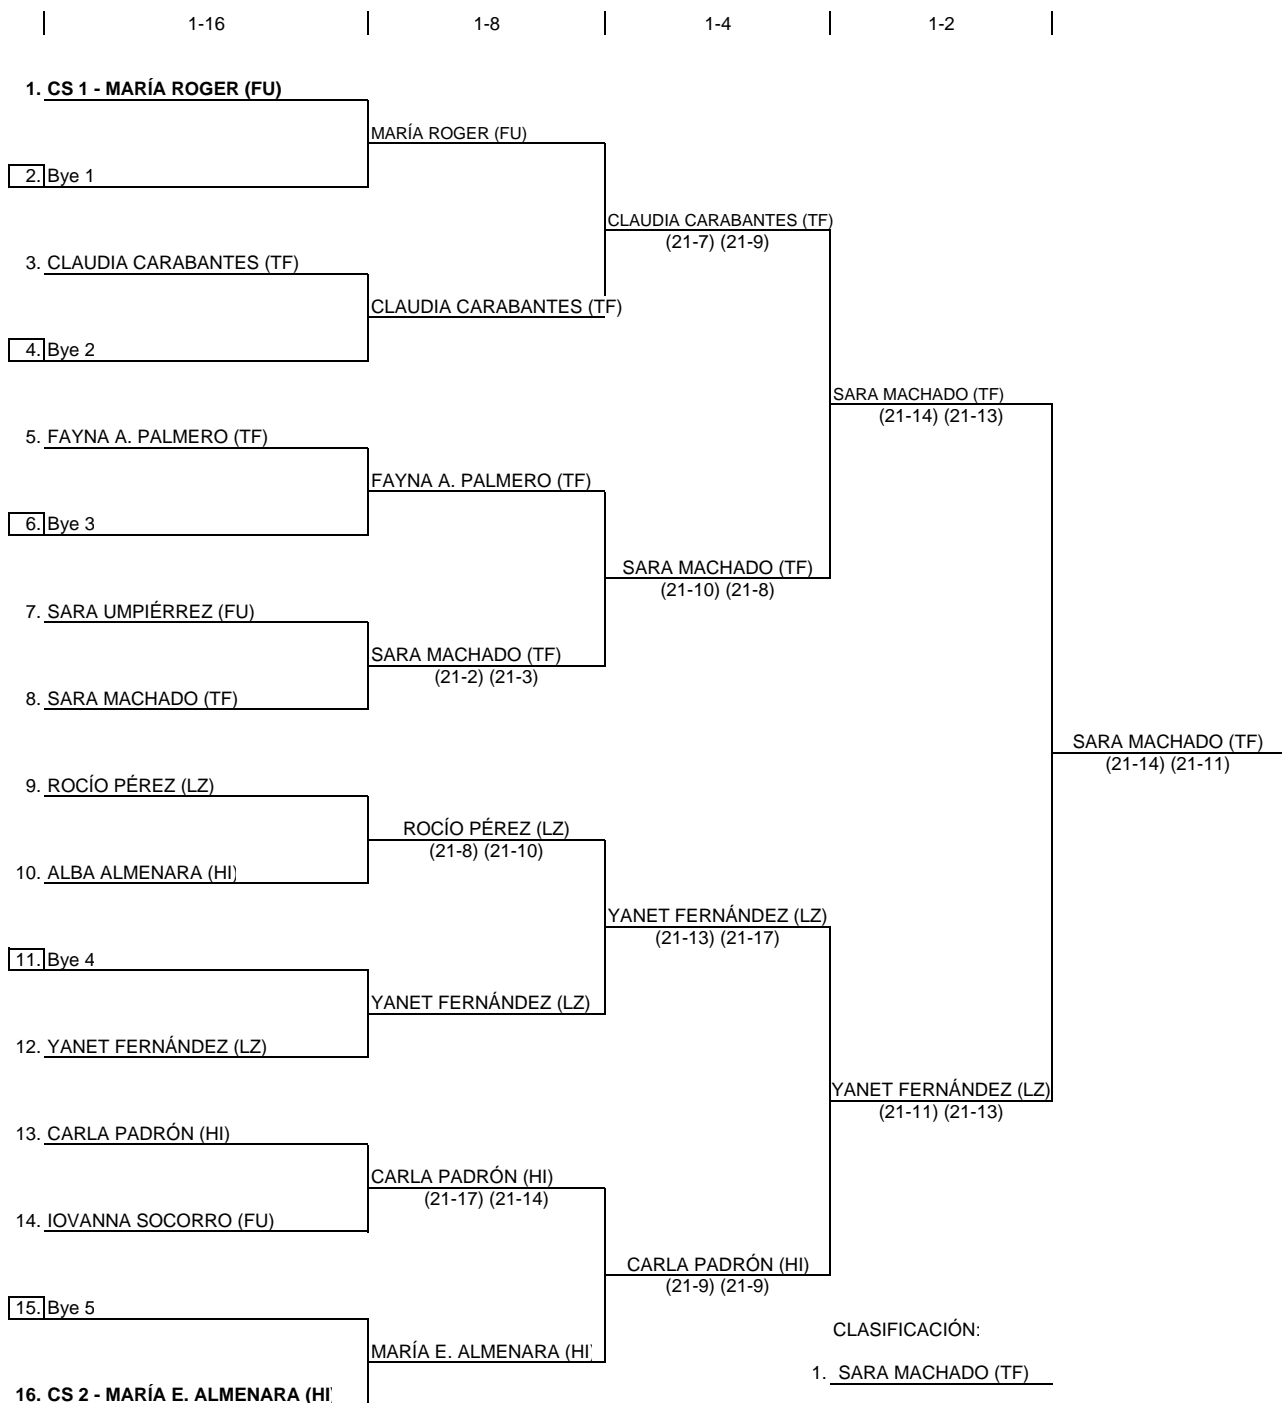 1-16 1-8 1-4 1-2
1. CS 1 - MARÍA ROGER (FU)
MARÍA ROGER (FU)
2. Bye 1
CLAUDIA CARABANTES (TF)
(21-7) (21-9)
3. CLAUDIA CARABANTES (TF)
CLAUDIA CARABANTES (TF)
4. Bye 2
SARA MACHADO (TF)
(21-14) (21-13)
5. FAYNA A. PALMERO (TF)
FAYNA A. PALMERO (TF)
6. Bye 3
SARA MACHADO (TF)
(21-10) (21-8)
7. SARA UMPIÉRREZ (FU)
SARA MACHADO (TF)
(21-2) (21-3)
8. SARA MACHADO (TF)
SARA MACHADO (TF)
(21-14) (21-11)
9. ROCÍO PÉREZ (LZ)
ROCÍO PÉREZ (LZ)
(21-8) (21-10)
10. ALBA ALMENARA (HI)
YANET FERNÁNDEZ (LZ)
(21-13) (21-17)
11. Bye 4
YANET FERNÁNDEZ (LZ)
12. YANET FERNÁNDEZ (LZ)
YANET FERNÁNDEZ (LZ)
(21-11) (21-13)
13. CARLA PADRÓN (HI)
CARLA PADRÓN (HI)
(21-17) (21-14)
14. IOVANNA SOCORRO (FU)
CARLA PADRÓN (HI)
(21-9) (21-9)
15. Bye 5
CLASIFICACIÓN:
MARÍA E. ALMENARA (HI)
1. SARA MACHADO (TF)
16. CS 2 - MARÍA E. ALMENARA (HI)